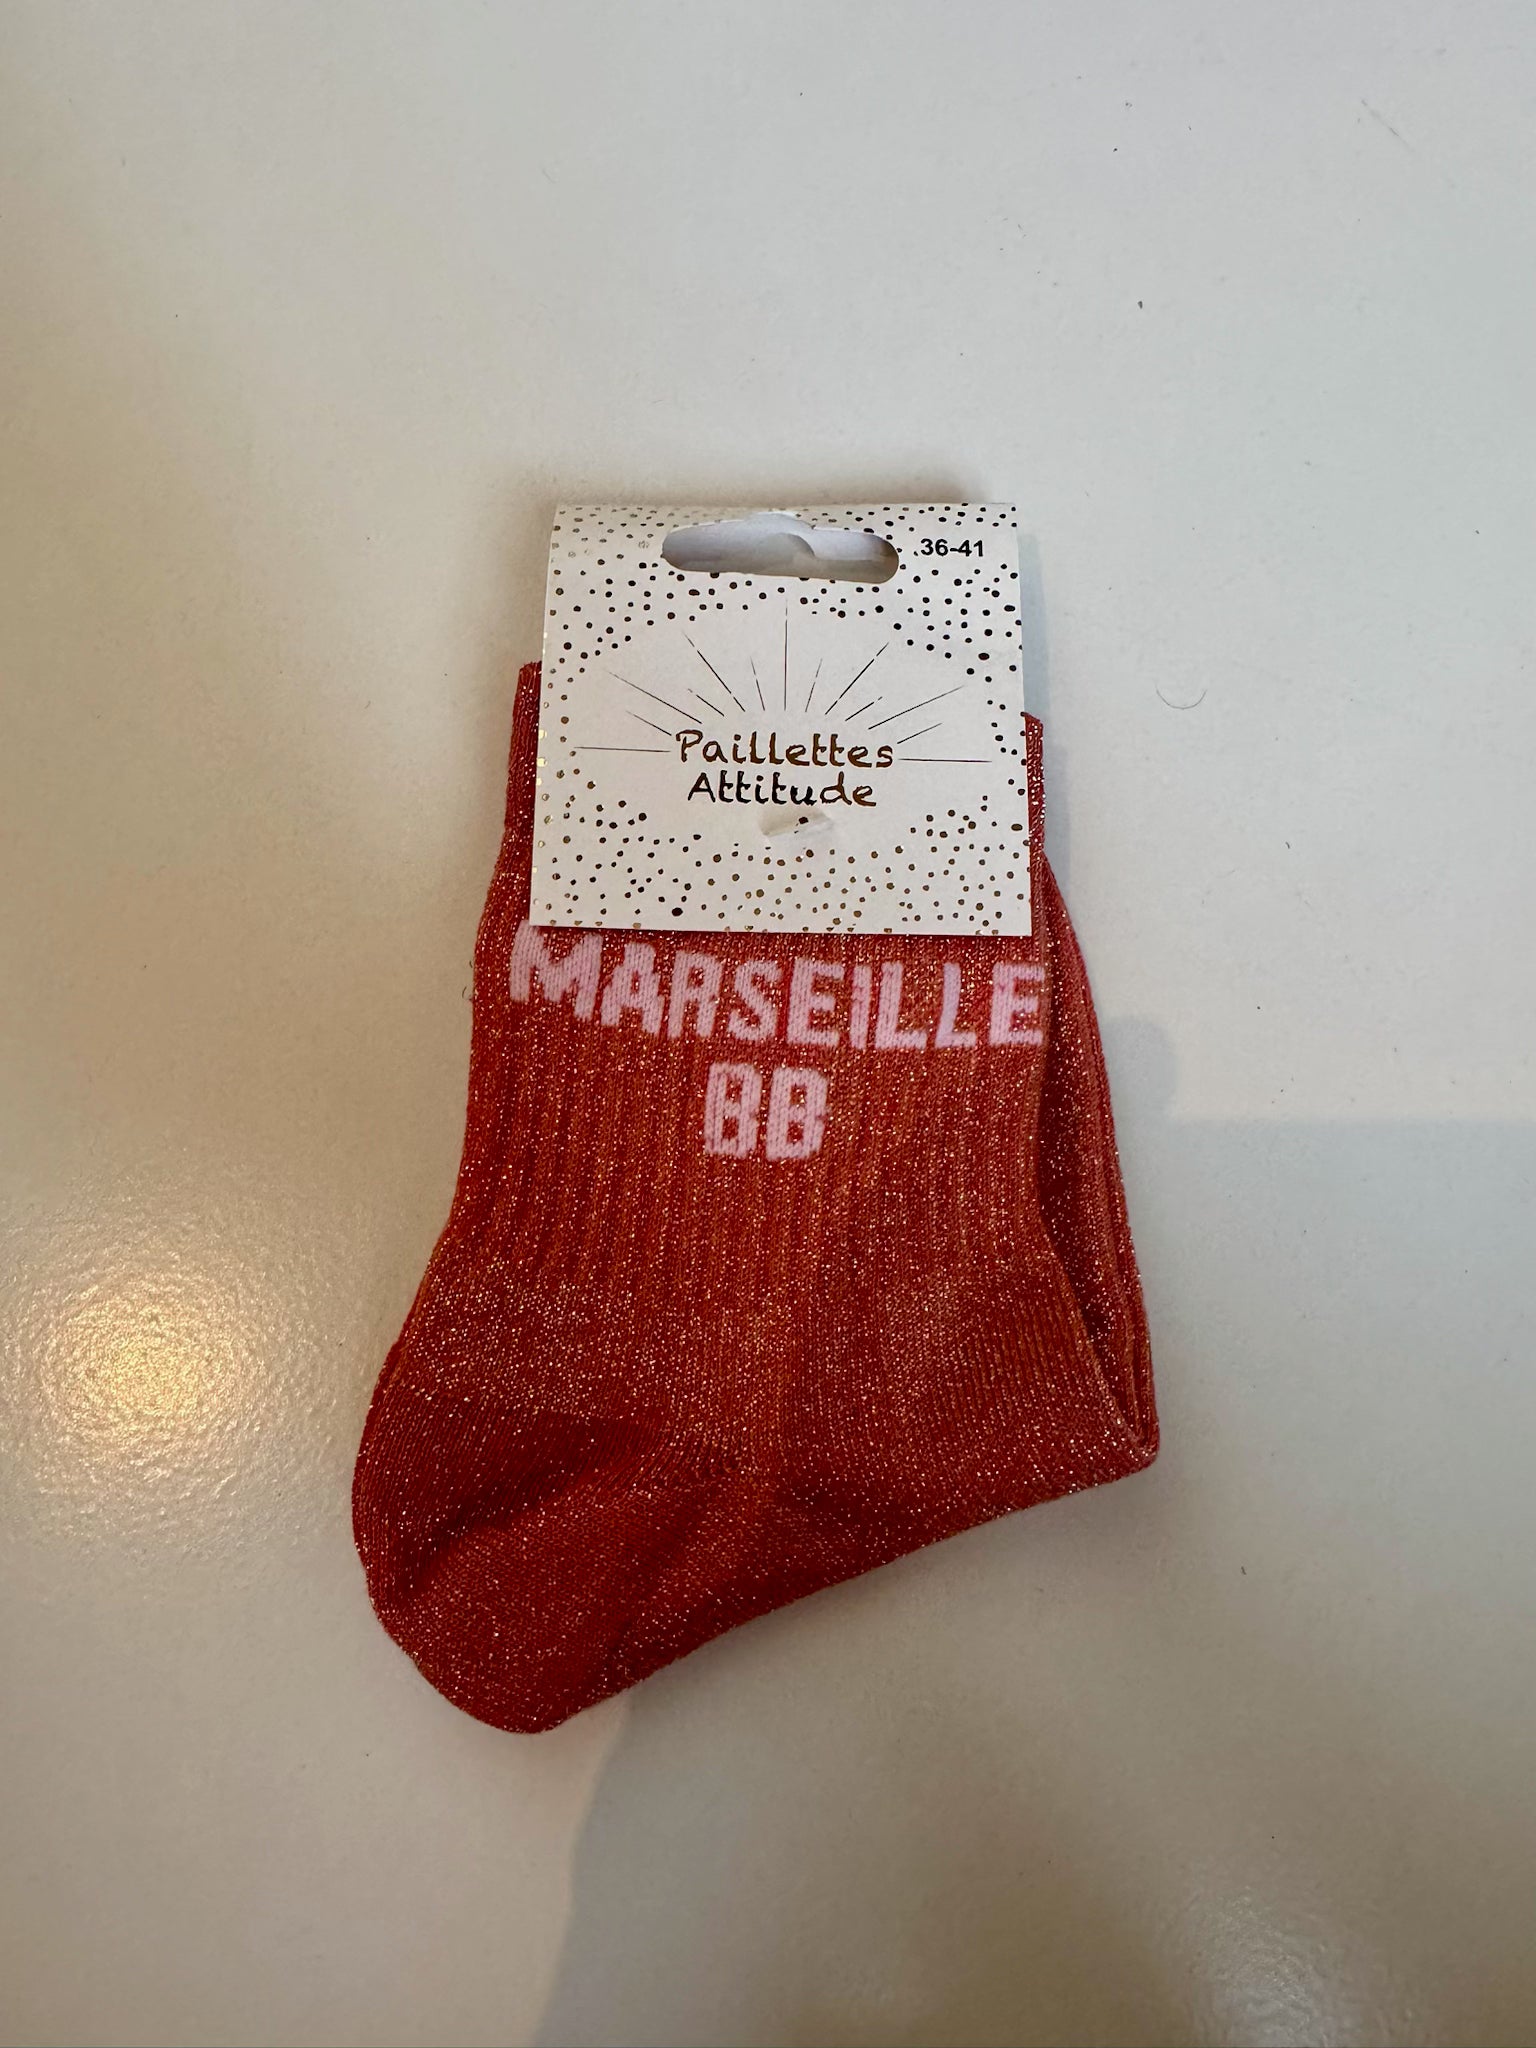 36-41
Paillettes
Attitude
MARSEILLE
BB